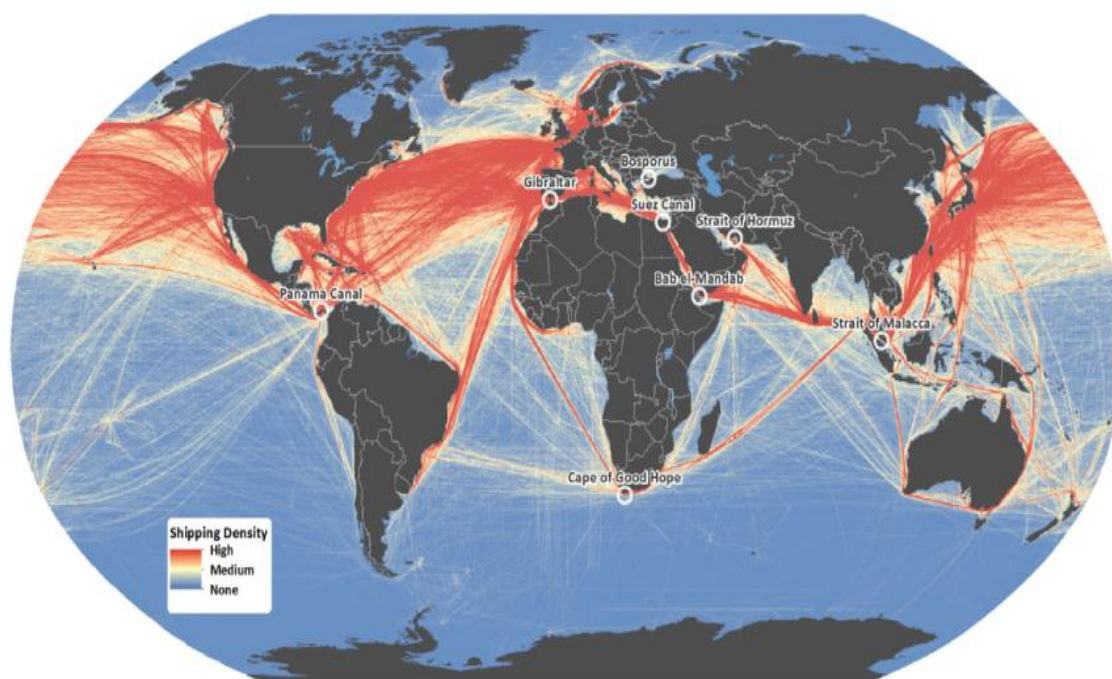 Bosporus
Gibraltar
Suez Canal
Strait of Hormuz
Bab el-Mandab
Panama Canal
Strait of Malacca
Cape of Good Hope
Shipping Density
High
Medium
None